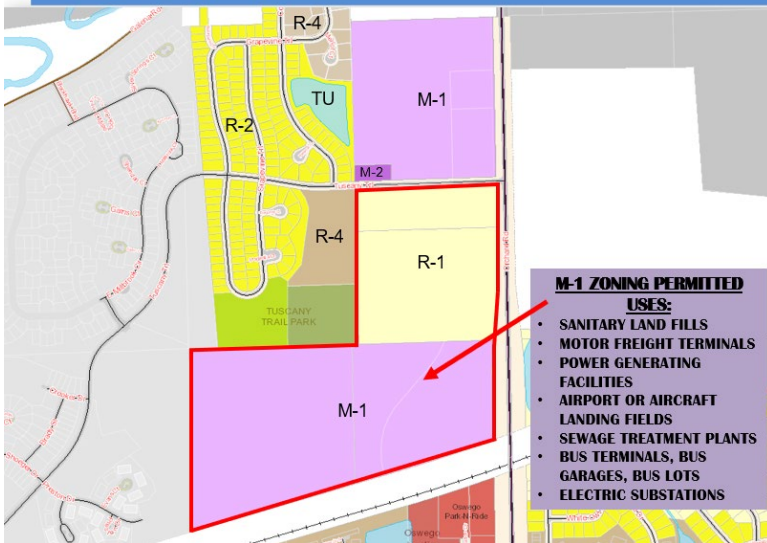 R-4
TU
M-1
R-2
M-2
R-4
R-1
TUSCANY
TRAIL PARK
M-1
M-1 ZONING PERMITTED
USES:
• SANITARY LAND FILLS
• MOTOR FREIGHT TERMINALS
• POWER GENERATING
FACILITIES
• AIRPORT OR AIRCRAFT
LANDING FIELDS
• SEWAGE TREATMENT PLANTS
• BUS TERMINALS, BUS
GARAGES, BUS LOTS
• ELECTRIC SUBSTATIONS
Oswego
Park-N-Ride
Oswego